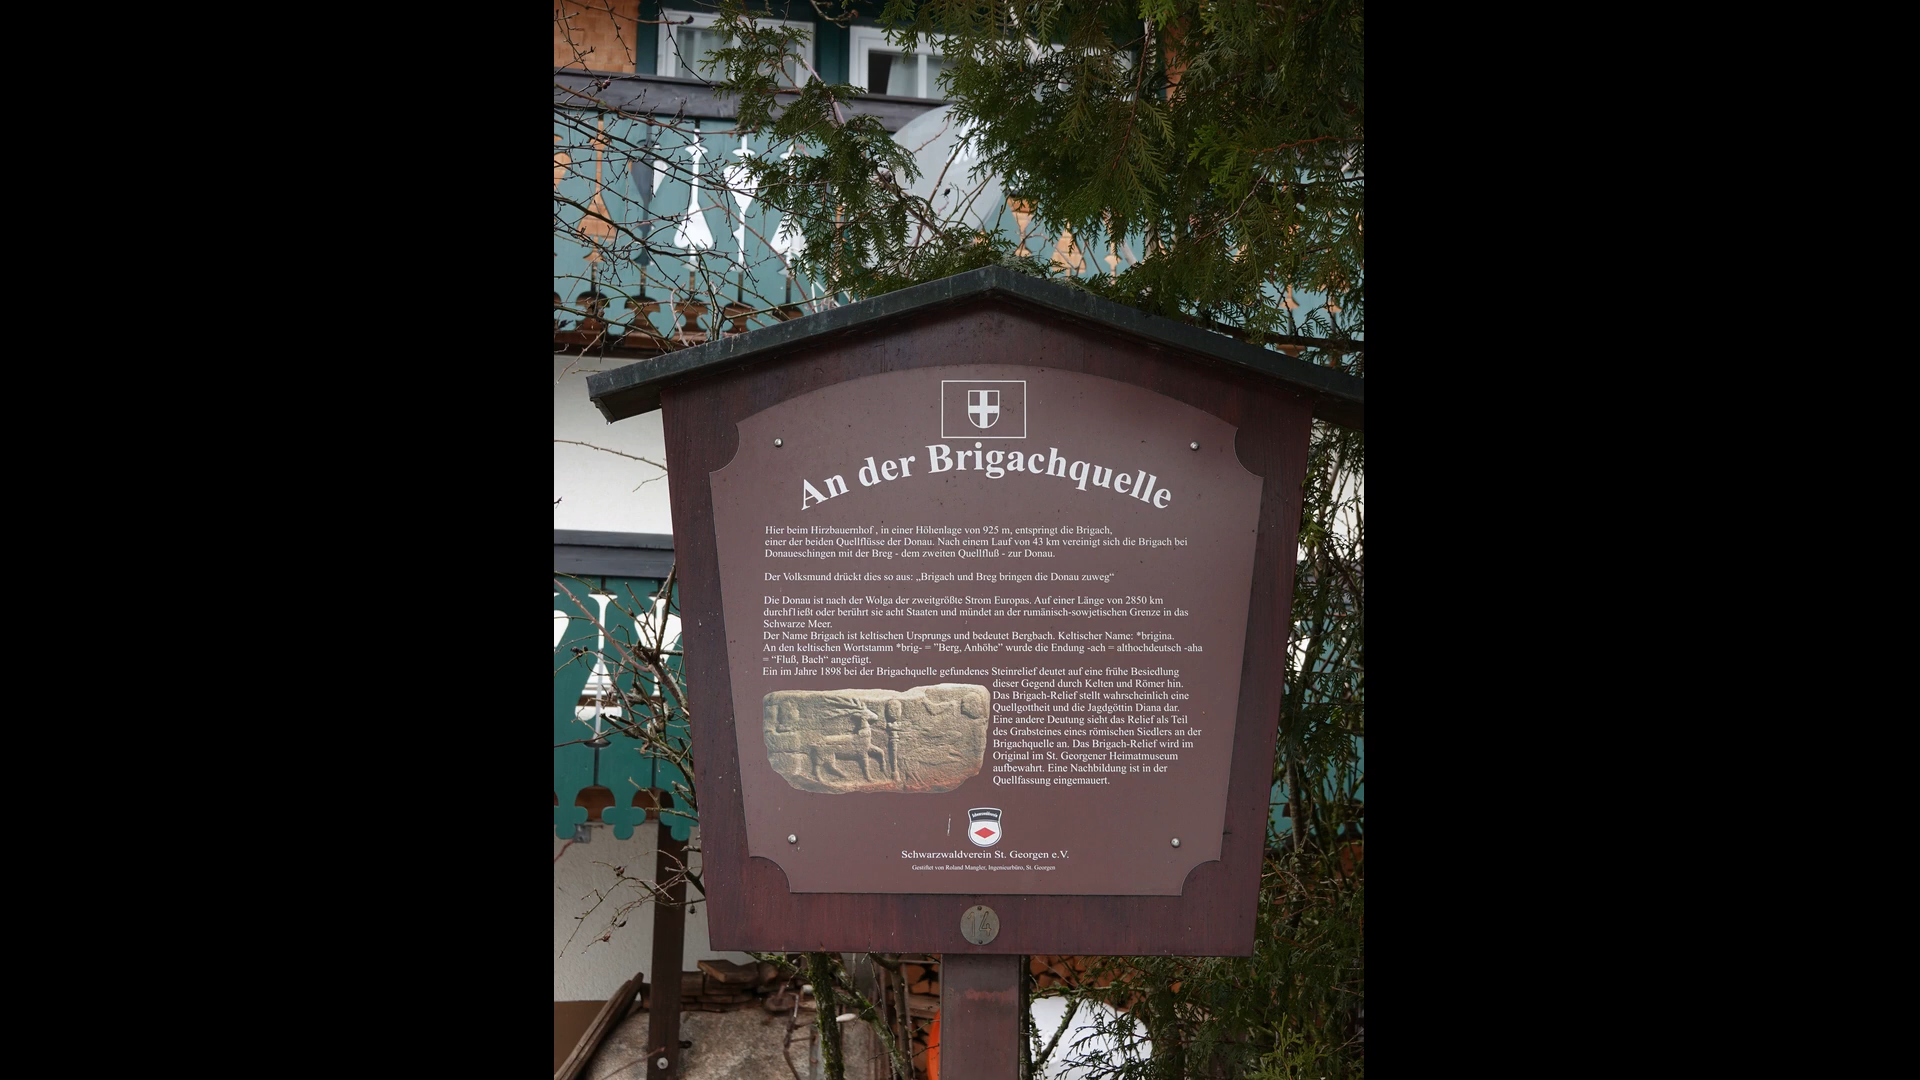 An der Brigachquelle
Hier beim Hirzbauernhof , in einer Höhenlage von 925 m, entspringt die Brigach,
einer der beiden Quellflüsse der Donau. Nach einem Lauf von 43 km vereinigt sich die Brigach bei
Donaueschingen mit der Breg - dem zweiten Quellfluß - zur Donau.
Der Volksmund drückt dies so aus: „Brigach und Breg bringen die Donau zuweg“
Die Donau ist nach der Wolga der zweitgrößte Strom Europas. Auf einer Länge von 2850 km
durchfließt oder berührt sie acht Staaten und mündet an der rumänisch-sowjetischen Grenze in das
Schwarze Meer.
Der Name Brigach ist keltischen Ursprungs und bedeutet Bergbach. Keltischer Name: *brigina.
An den keltischen Wortstamm *brig- = ”Berg, Anhöhe” wurde die Endung -ach = althochdeutsch -aha
= “Fluß, Bach“ angefügt.
Ein im Jahre 1898 bei der Brigachquelle gefundenes Steinrelief deutet auf eine frühe Besiedlung
dieser Gegend durch Kelten und Römer hin.
Das Brigach-Relief stellt wahrscheinlich eine
Quellgottheit und die Jagdgöttin Diana dar.
Eine andere Deutung sieht das Relief als Teil
des Grabsteines eines römischen Siedlers an der
Brigachquelle an. Das Brigach-Relief wird im
Original im St. Georgener Heimatmuseum
aufbewahrt. Eine Nachbildung ist in der
Quellfassung eingemauert.
Schwarzwaldverein St. Georgen e.V.
Gestiftet von Roland Mangler, Ingenieurbüro, St. Georgen
14